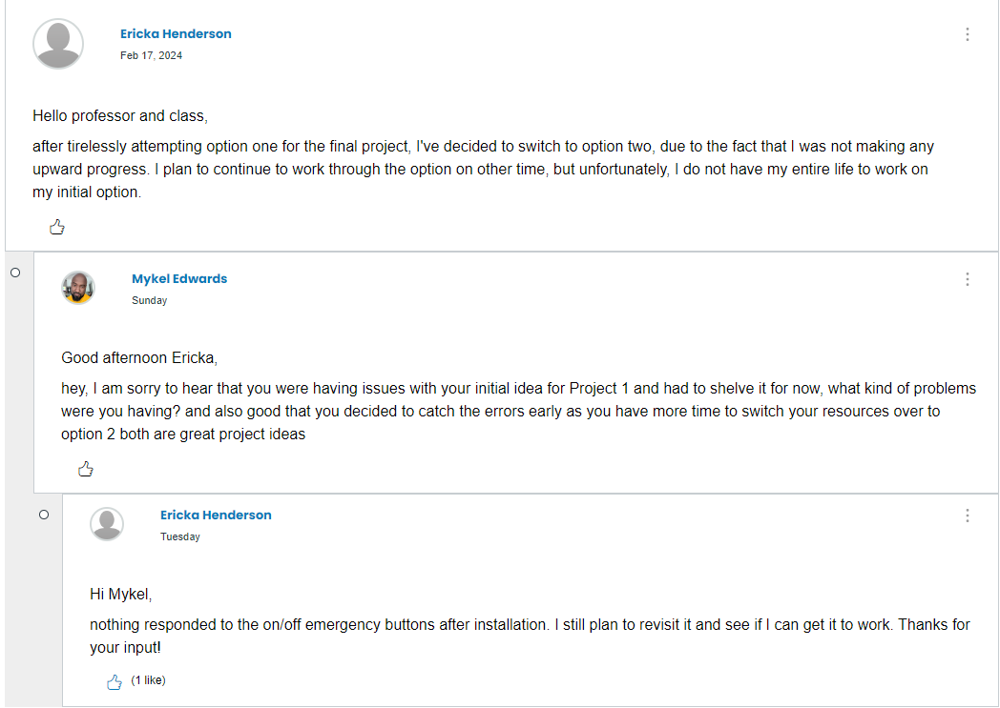 Ericka Henderson
Feb 17, 2024
Hello professor and class,
after tirelessly attempting option one for the final project, I've decided to switch to option two, due to the fact that I was not making any
upward progress. I plan to continue to work through the option on other time, but unfortunately, I do not have my entire life to work on
my initial option.
Mykel Edwards
Sunday
Good afternoon Ericka,
hey, I am sorry to hear that you were having issues with your initial idea for Project 1 and had to shelve it for now, what kind of problems
were you having? and also good that you decided to catch the errors early as you have more time to switch your resources over to
option 2 both are great project ideas
Ericka Henderson
Tuesday
Hi Mykel,
nothing responded to the on/off emergency buttons after installation. I still plan to revisit it and see if I can get it to work. Thanks for
your input!
(1 like)